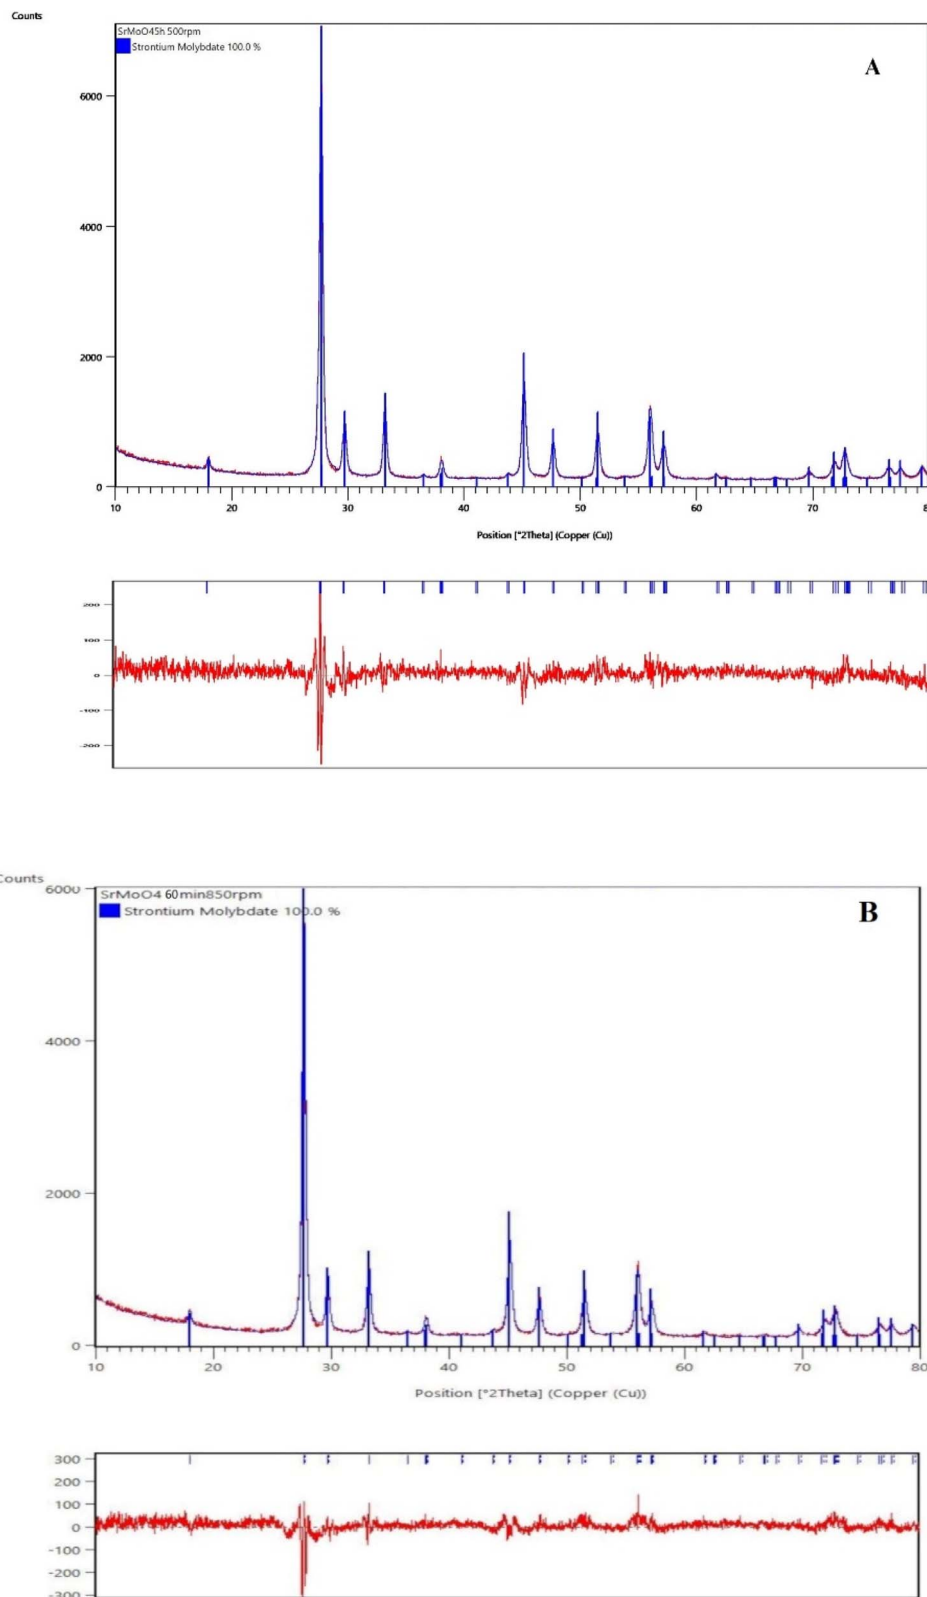 Counts
SrMoO45h 500rpm
Strontium Molybdate 100.0 %
A
6000
4000
2000
0
10 20 30 40 50 60 70 80
Position [°2Theta] (Copper (Cu))
200
100
0
-100
-200
Counts
6000
SrMoO4 60min850rpm
Strontium Molybdate 100.0 %
B
4000
2000
0
10 20 30 40 50 60 70 80
Position [°2Theta] (Copper (Cu))
300
200
100
0
-100
-200
-300